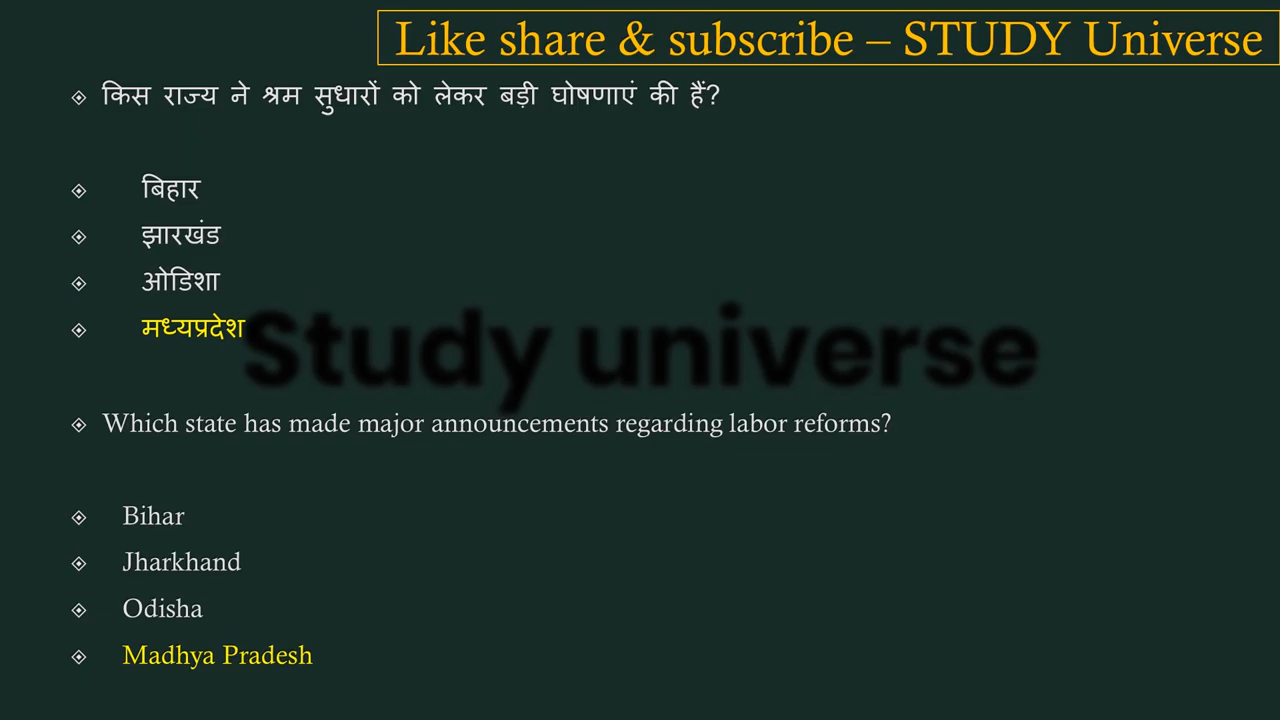 Like share & subscribe – STUDY Universe
किस राज्य ने श्रम सुधारों को लेकर बड़ी घोषणाएं की हैं?
बिहार
झारखंड
ओडिशा
मध्यप्रदेश
Study universe
Which state has made major announcements regarding labor reforms?
Bihar
Jharkhand
Odisha
Madhya Pradesh